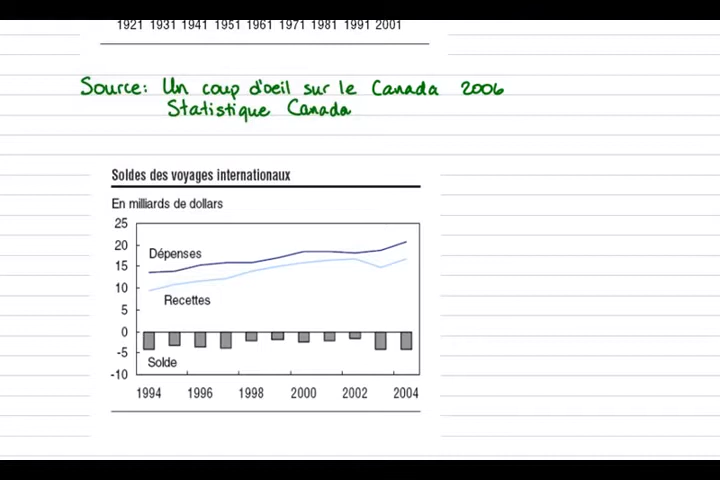 1921 1931 1941 1951 1961 1971 1981 1991 2001
Source: Un coup d'oeil sur le Canada 2006
Statistique Canada
Soldes des voyages internationaux
En milliards de dollars
25
20
15
10
5
0
-5
-10
Dépenses
Recettes
Solde
1994 1996 1998 2000 2002 2004